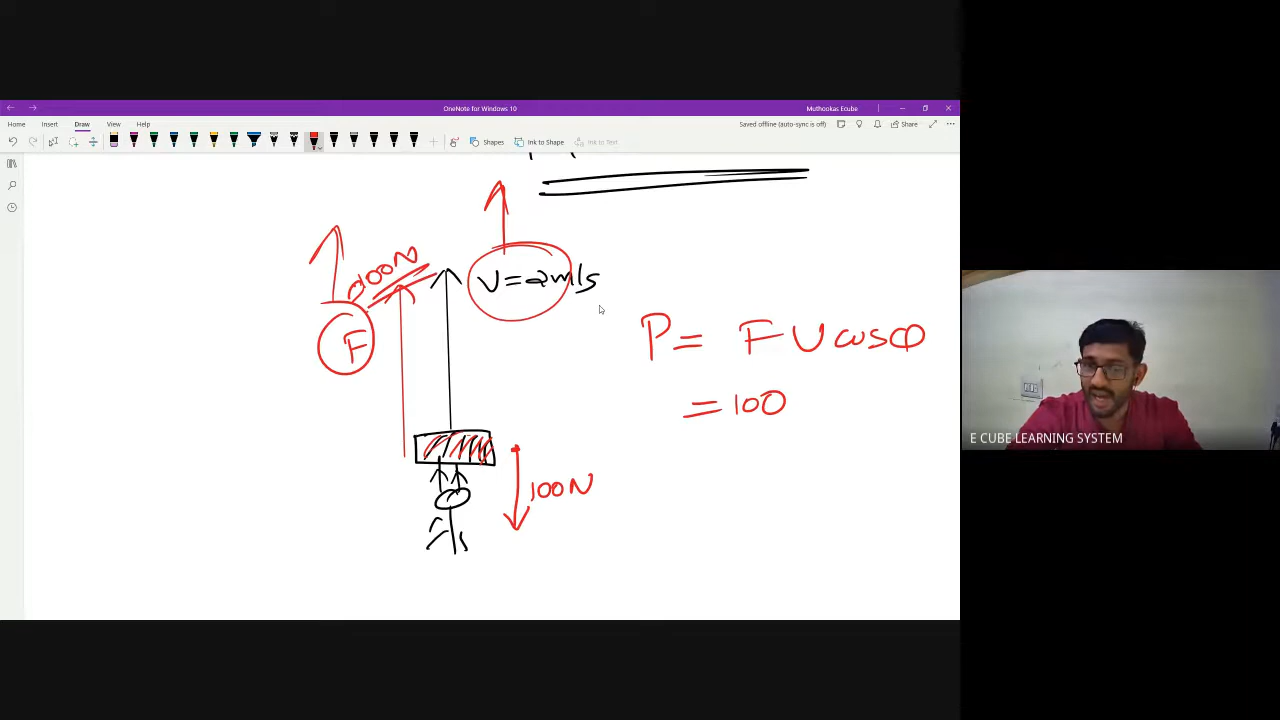 OneNote for Windows 10
Muthookas Ecube
Home Insert Draw View Help
Saved offline (auto-sync is off)
Share
Shapes
Ink to Shape
Ink to Text
100N
V=2m/s
F
P= FVcosφ
=100
100N
E CUBE LEARNING SYSTEM